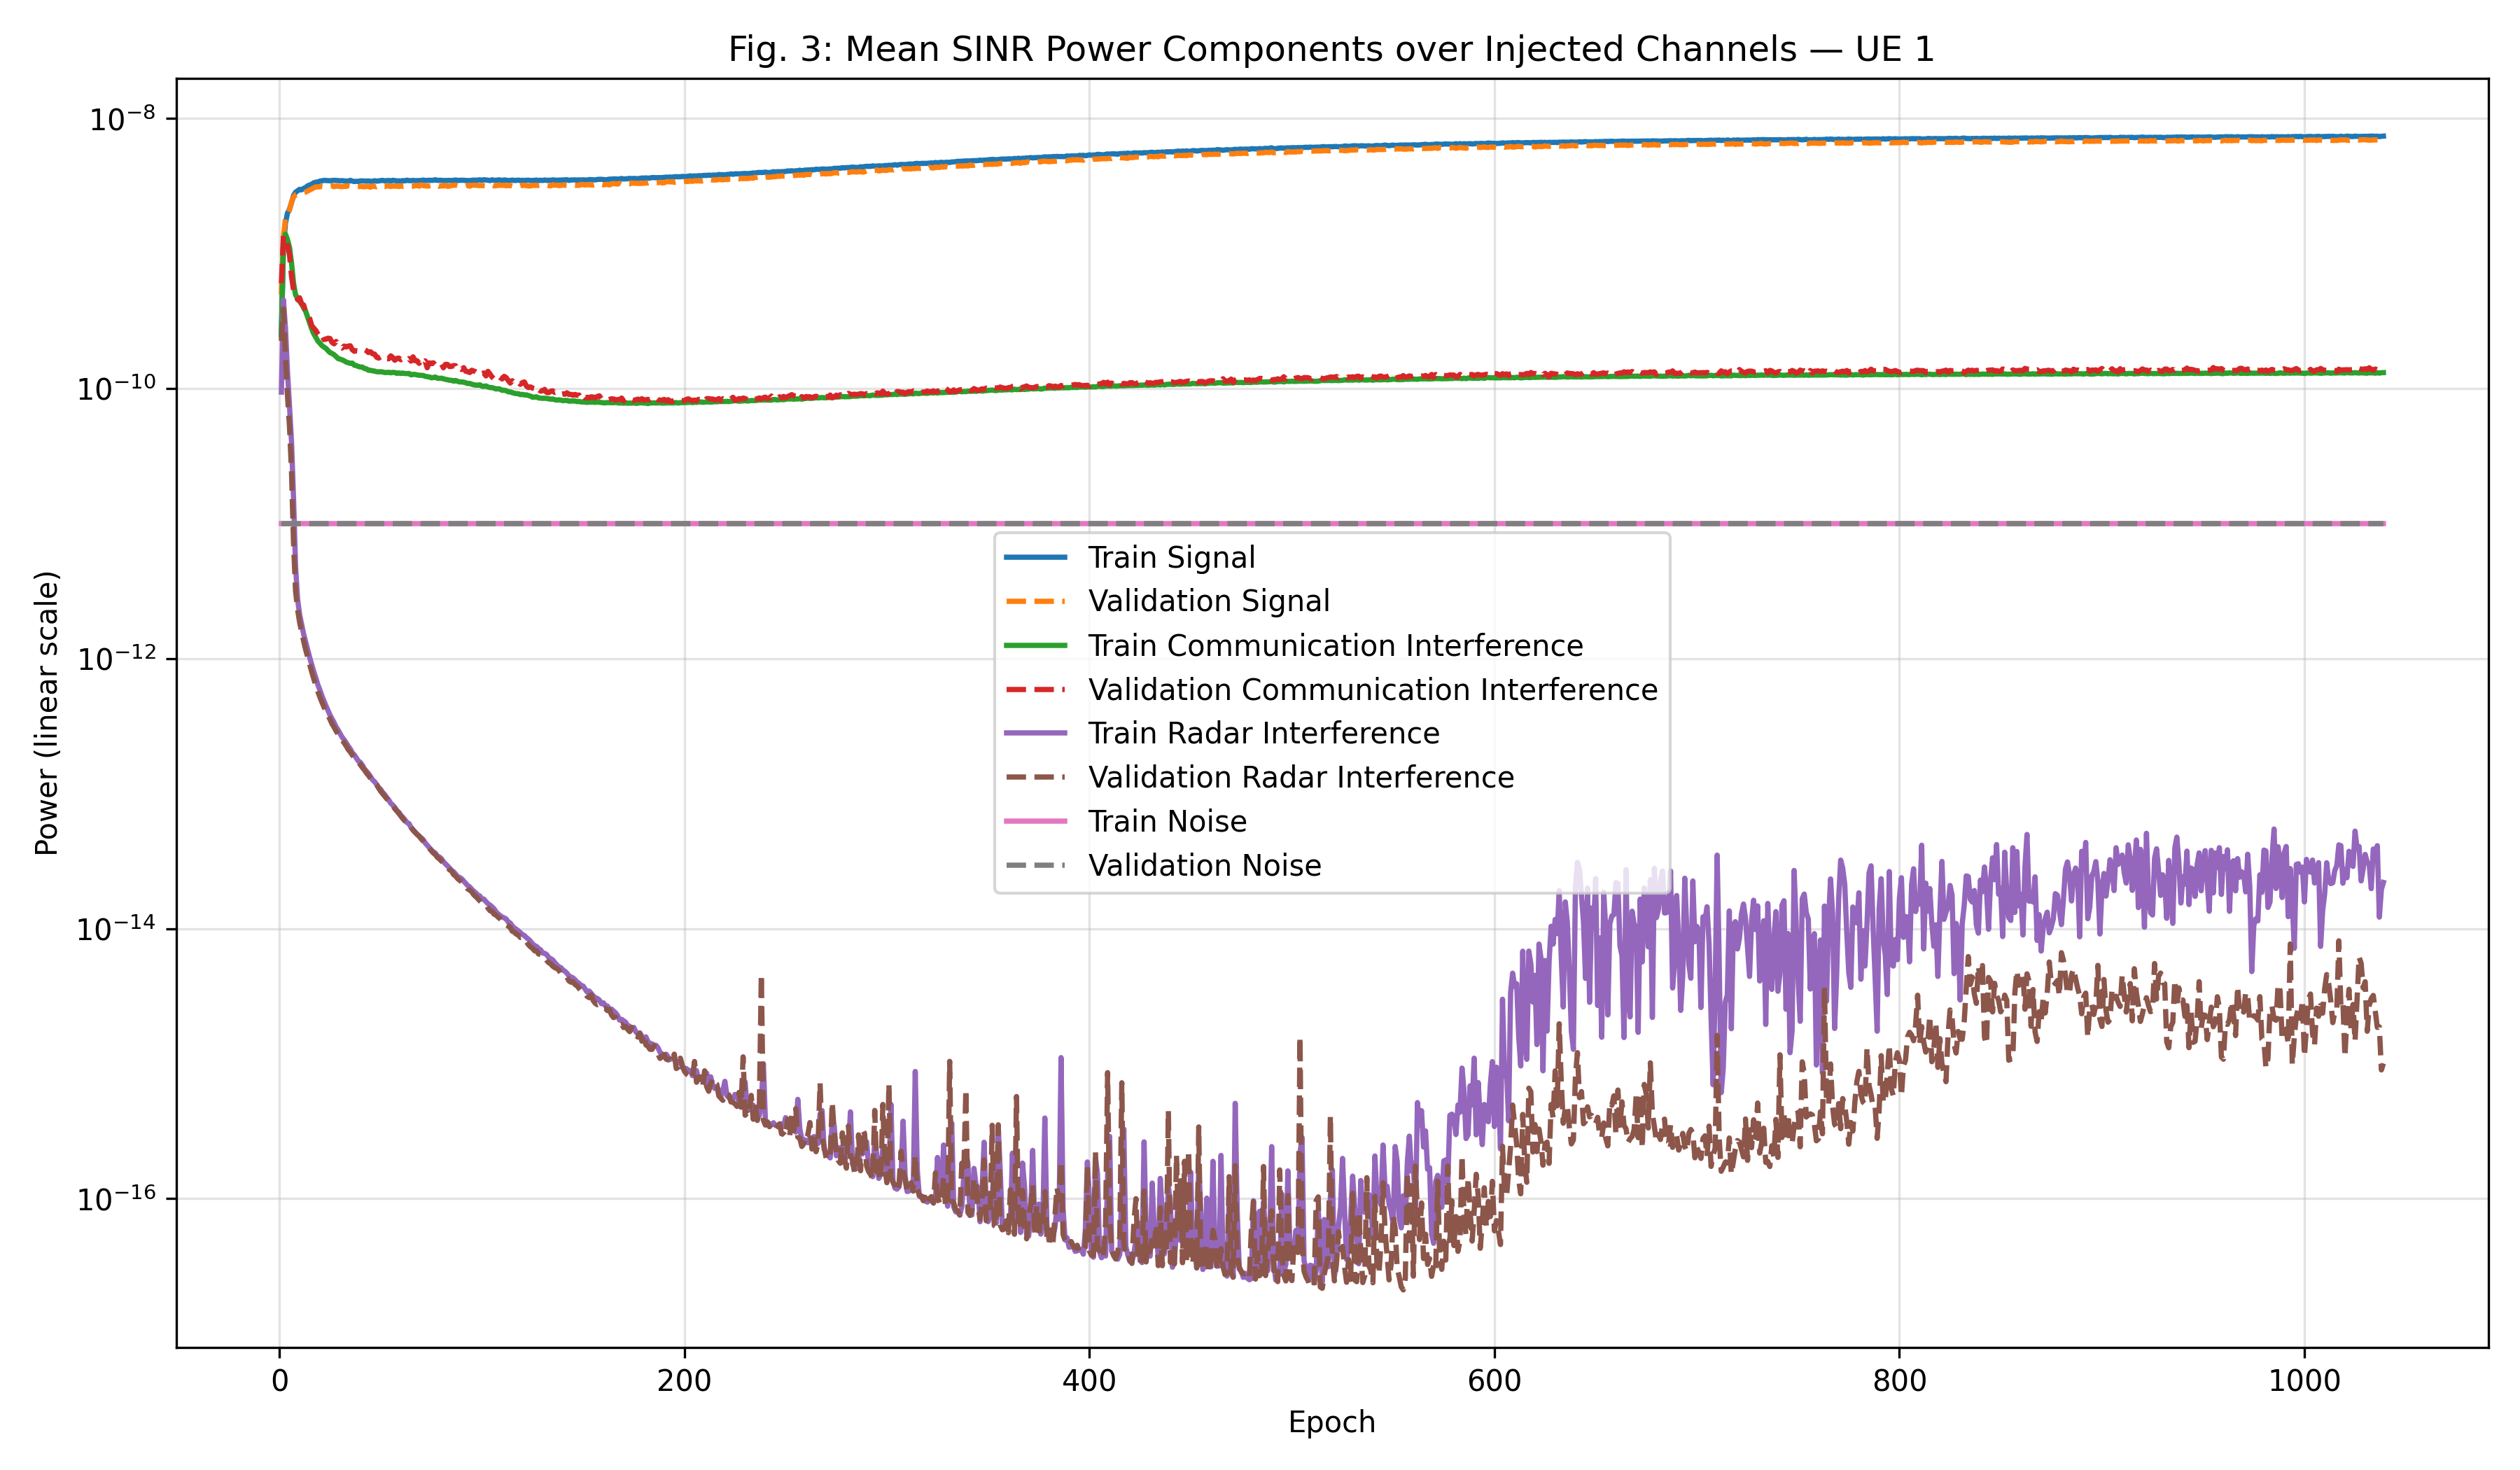 Fig. 3: Mean SINR Power Components over Injected Channels — UE 1
Power (linear scale)
10⁻⁸
10⁻¹⁰
10⁻¹²
10⁻¹⁴
10⁻¹⁶
Train Signal
Validation Signal
Train Communication Interference
Validation Communication Interference
Train Radar Interference
Validation Radar Interference
Train Noise
Validation Noise
0 200 400 600 800 1000
Epoch